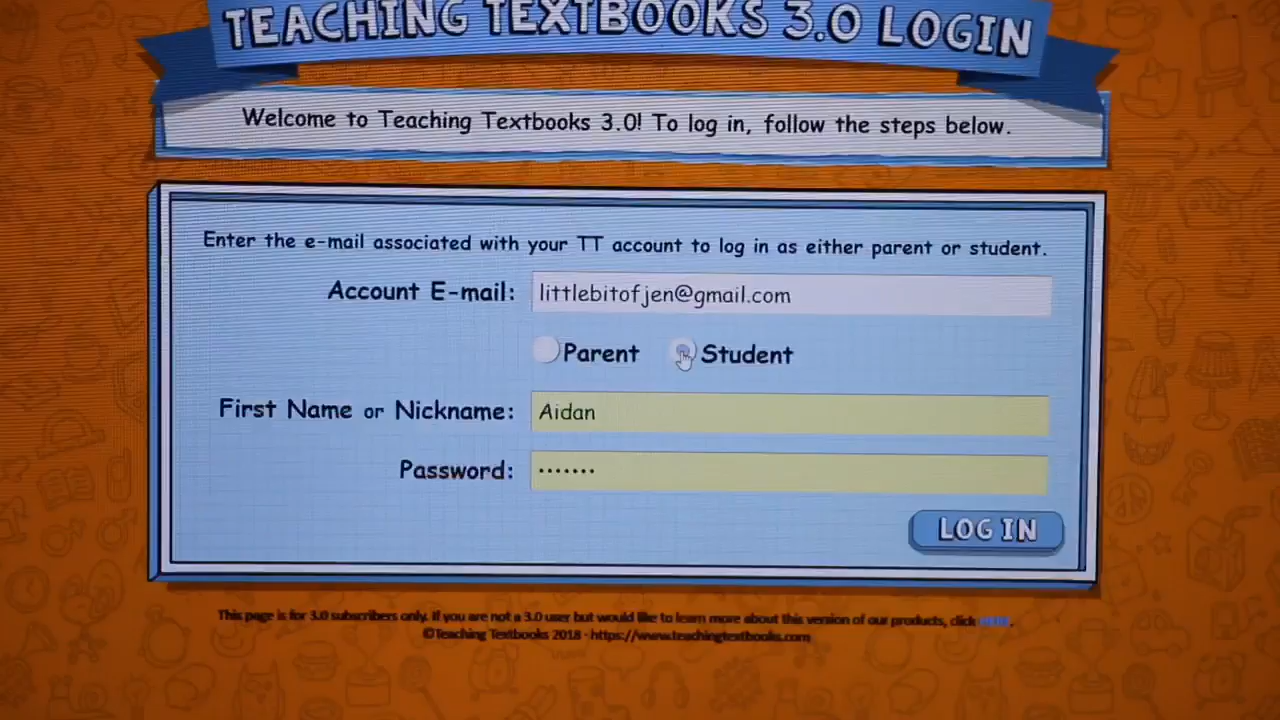 TEACHING TEXTBOOKS 3.0 LOGIN
Welcome to Teaching Textbooks 3.0! To log in, follow the steps below.
Enter the e-mail associated with your TT account to log in as either parent or student.
Account E-mail: littlebitofjen@gmail.com
Parent Student
First Name or Nickname: Aidan
Password: •••••••
LOG IN
This page is for 3.0 subscribers only. If you are not a 3.0 user but would like to learn more about this version of our products, click
©Teaching Textbooks 2018 - https://www.teachingtextbooks.com